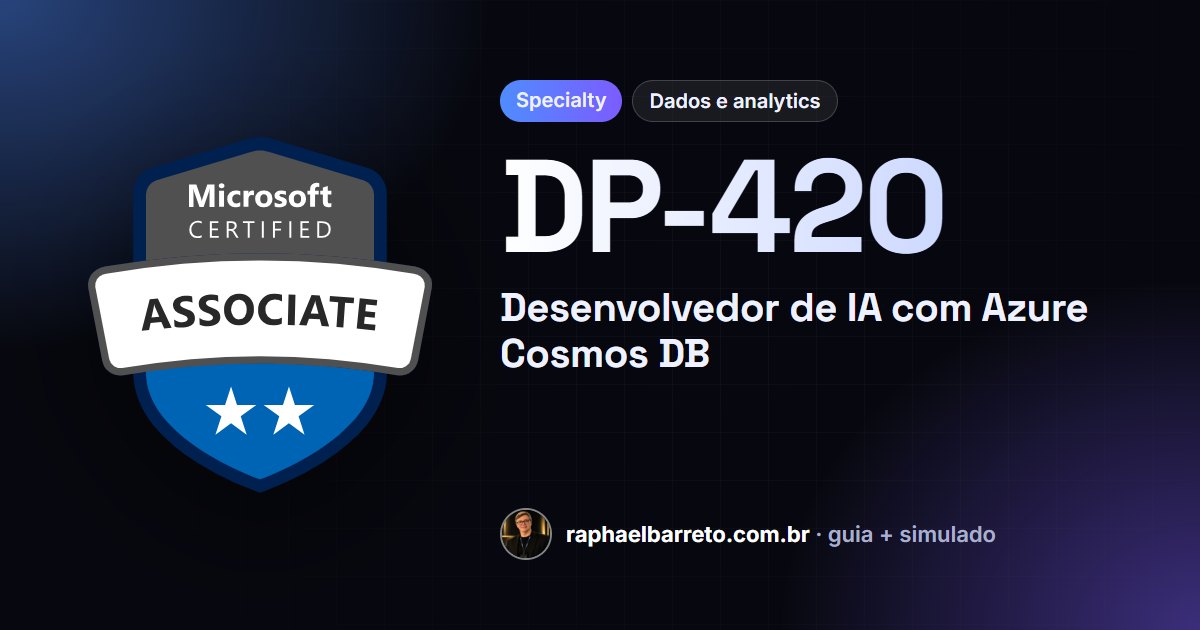 Microsoft
CERTIFIED
ASSOCIATE
Specialty
Dados e analytics
DP-420
Desenvolvedor de IA com Azure
Cosmos DB
raphaelbarreto.com.br · guia + simulado